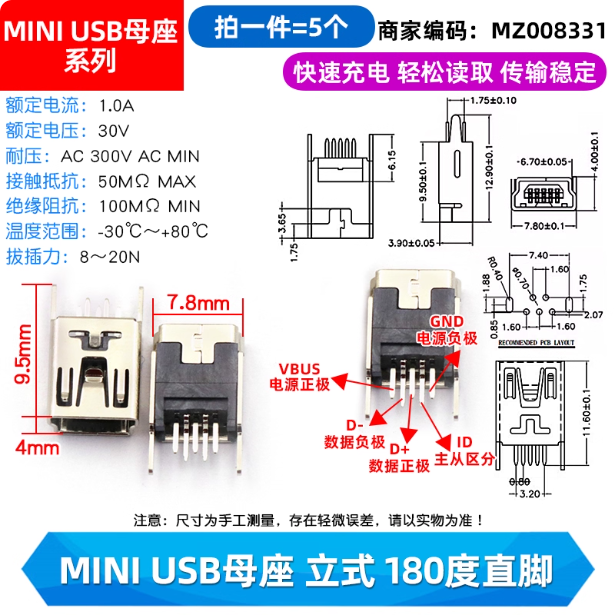 MINI USB母座
系列
拍一件=5个
商家编码：MZ008331
快速充电 轻松读取 传输稳定
额定电流：1.0A
额定电压：30V
耐压：AC 300V AC MIN
接触抵抗：50MΩ MAX
绝缘阻抗：100MΩ MIN
温度范围：-30℃～+80℃
拔插力：8～20N
1.75±0.10
6.15
3.65
1.75
9.50±0.1
12.90±0.1
3.90±0.05
6.70±0.05
4.00±0.1
7.80±0.1
7.40
R0.40
ø0.70
1.60
1.88
1.75
0.85
1.60
1.60
2.07
RECOMMENDED PCB LAYOUT
7.8mm
9.5mm
4mm
GND
电源负极
VBUS
电源正极
D-
数据负极
D+
数据正极
ID
主从区分
11.60±0.1
0.80
3.20
注意：尺寸为手工测量，存在轻微误差，请以实物为准！
MINI USB母座 立式 180度直脚